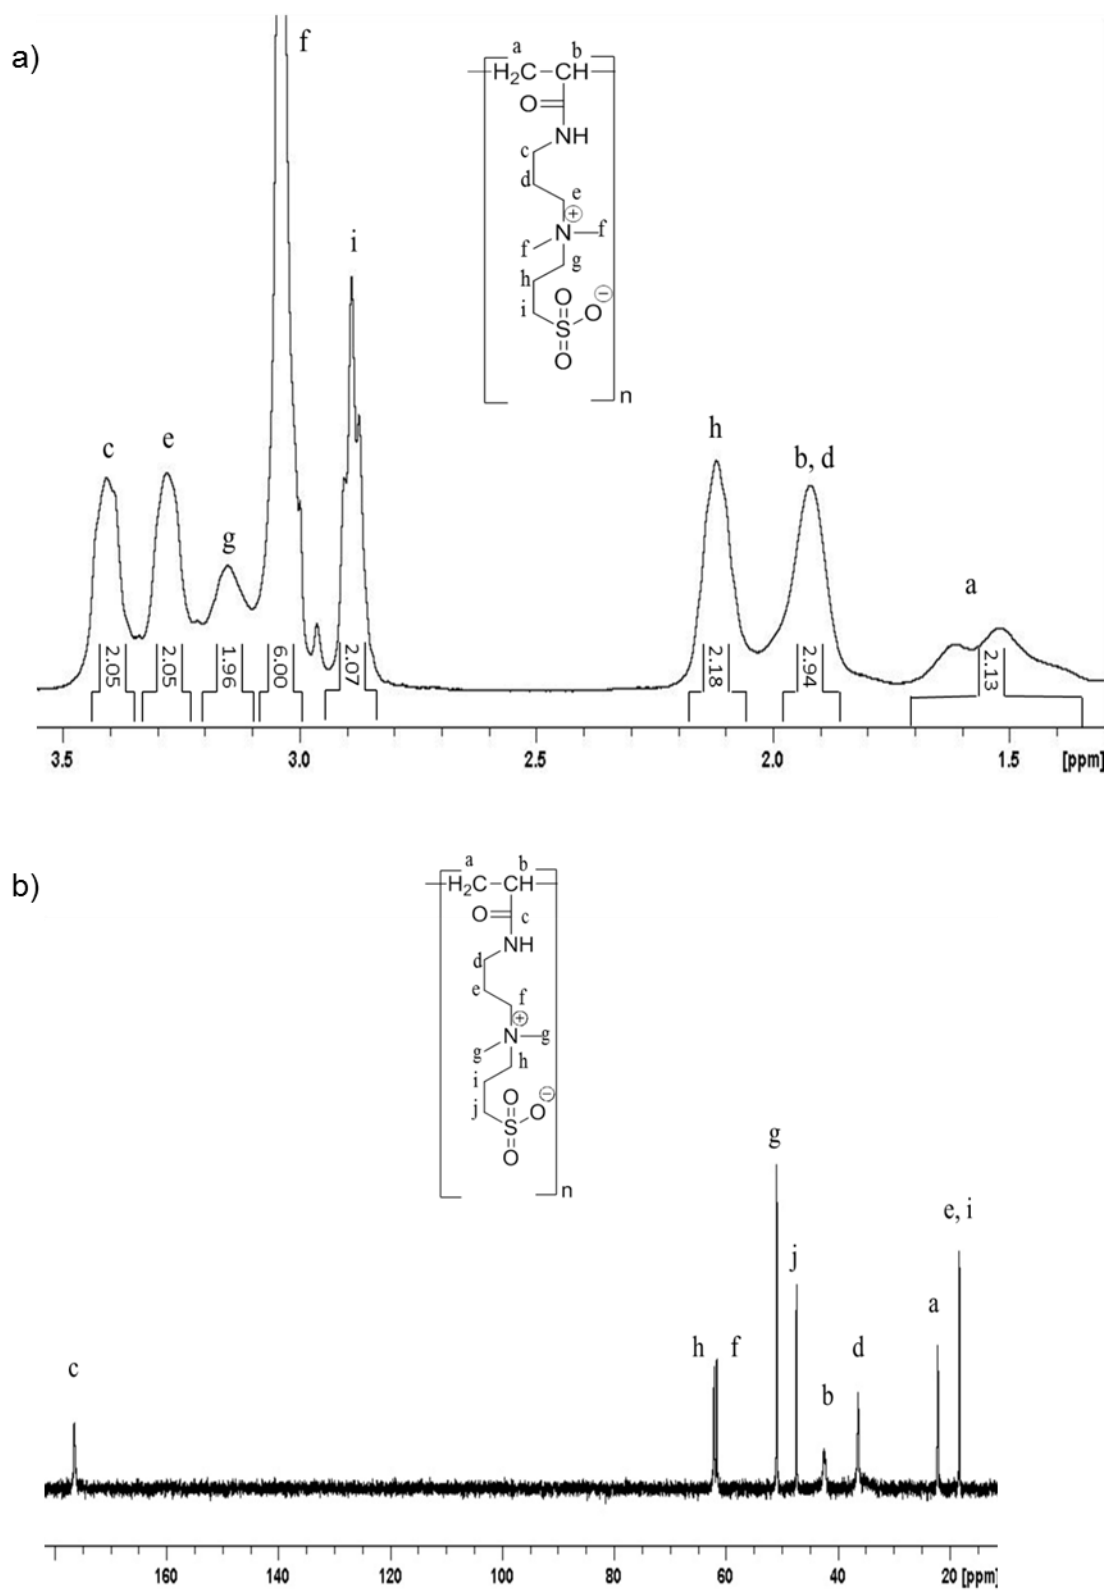 a)
f
a b
H₂C CH
O
NH
c
d
e
N ⊕
f f
g
h
i
O O ⊖
S O
O
n
i
c e g
h
b, d
a
2.05 2.05 1.96 6.00 2.07 2.18 2.94 2.13
3.5 3.0 2.5 2.0 1.5 [ppm]
b)
a b
H₂C CH
O c
NH
d
e f
N ⊕
g g
h
i
j
O O ⊖
S O
O
n
g
e, i
j
a
h f d
c
b
160 140 120 100 80 60 40 20 [ppm]